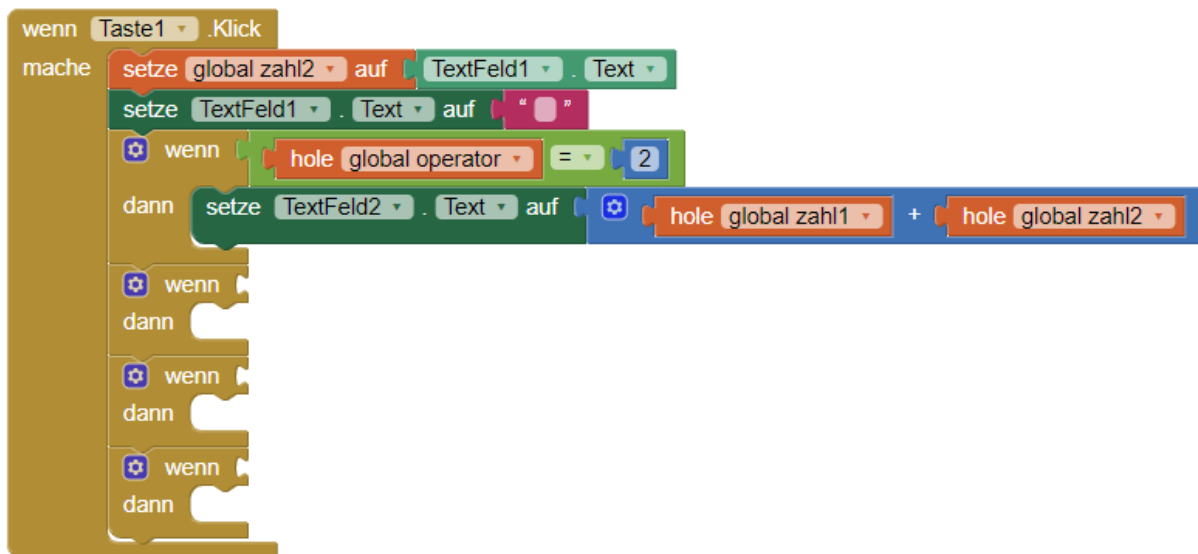 wenn Taste1 .Klick
mache setze global zahl2 auf TextFeld1 . Text
setze TextFeld1 . Text auf “ ”
wenn hole global operator = 2
dann setze TextFeld2 . Text auf hole global zahl1 + hole global zahl2
wenn
dann
wenn
dann
wenn
dann